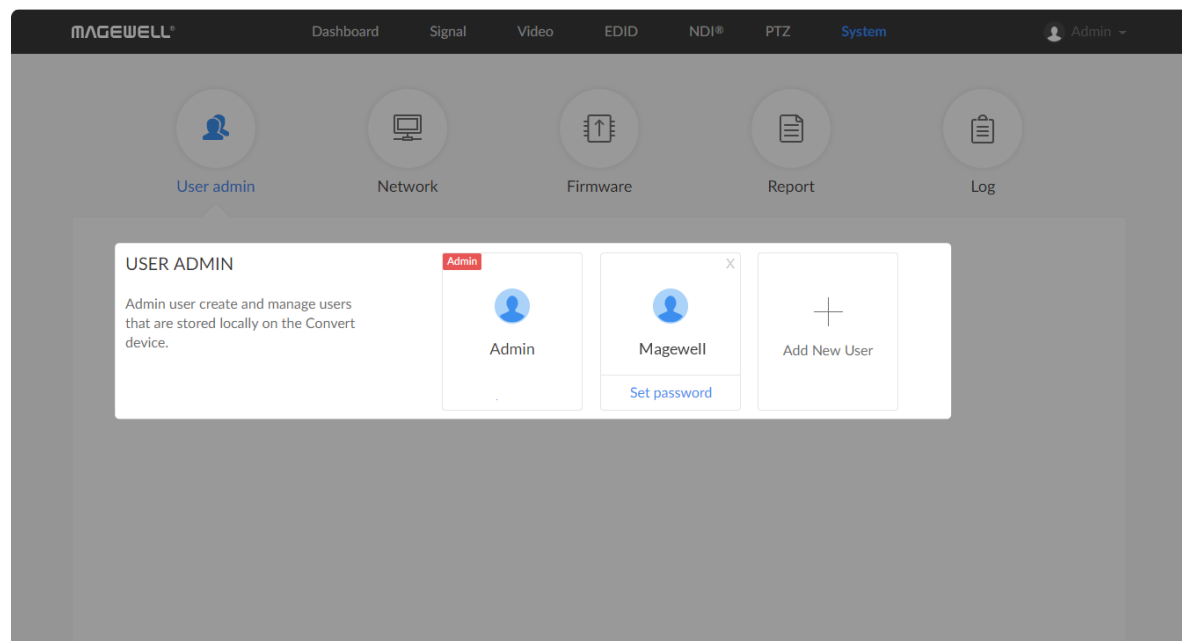 MAGEWELL®
Dashboard Signal Video EDID NDI® PTZ System Admin
User admin Network Firmware Report Log
USER ADMIN
Admin user create and manage users
that are stored locally on the Convert
device.
Admin
Admin
X
Magewell
Set password
Add New User